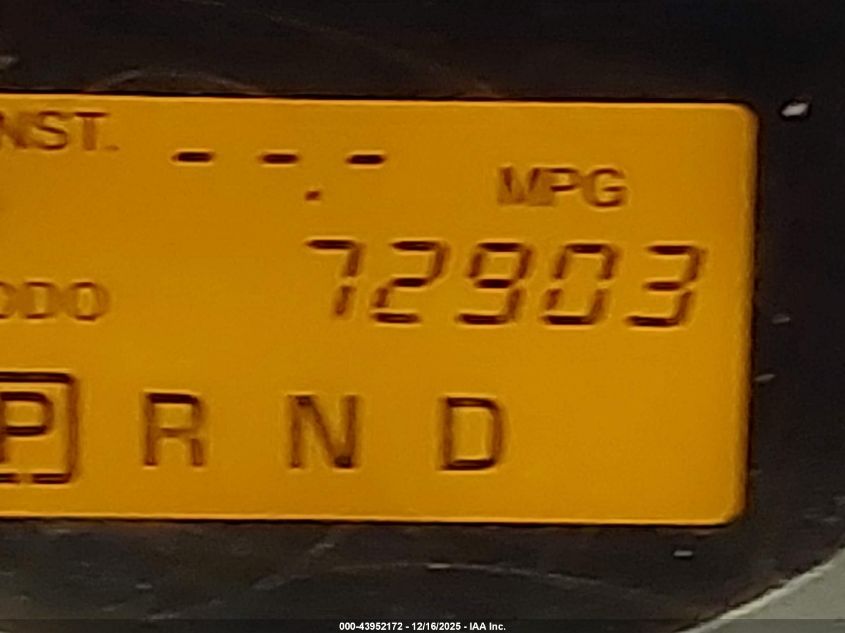 NST. --.- MPG
ODO 72903
P R N D
000-43952172 - 12/16/2025 - IAA Inc.